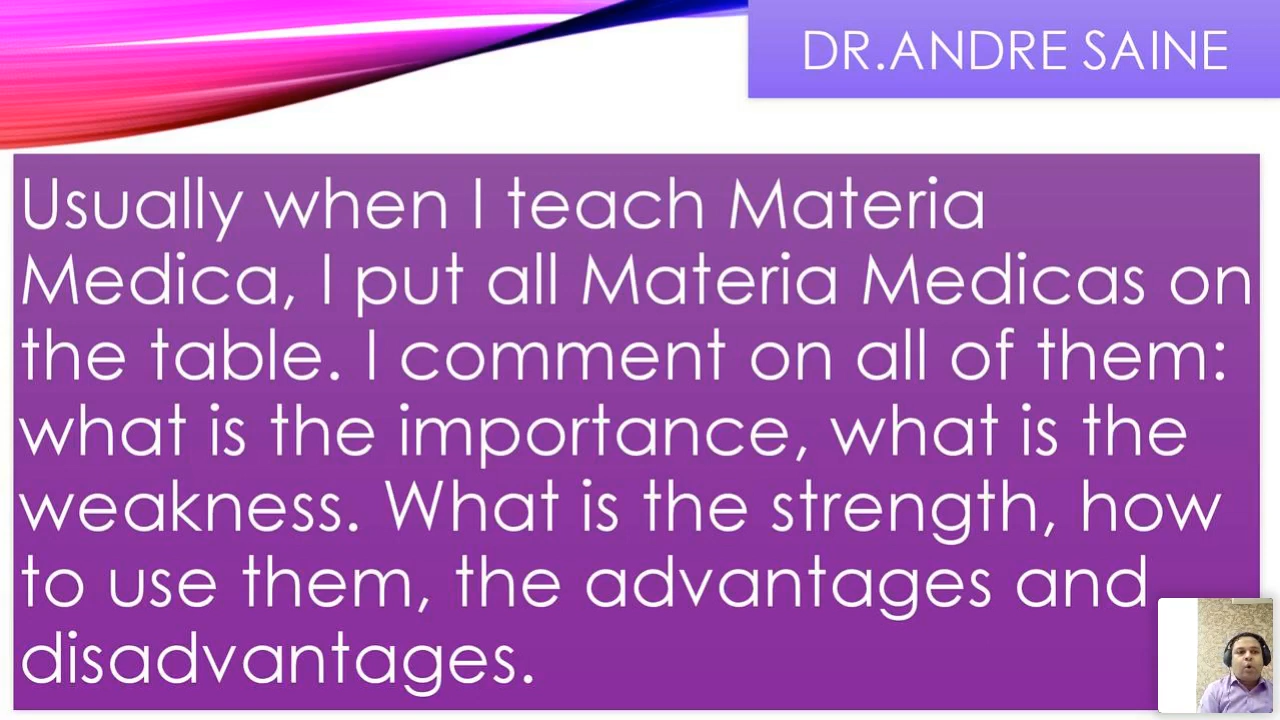 DR.ANDRE SAINE
Usually when I teach Materia
Medica, I put all Materia Medicas on
the table. I comment on all of them:
what is the importance, what is the
weakness. What is the strength, how
to use them, the advantages and
disadvantages.